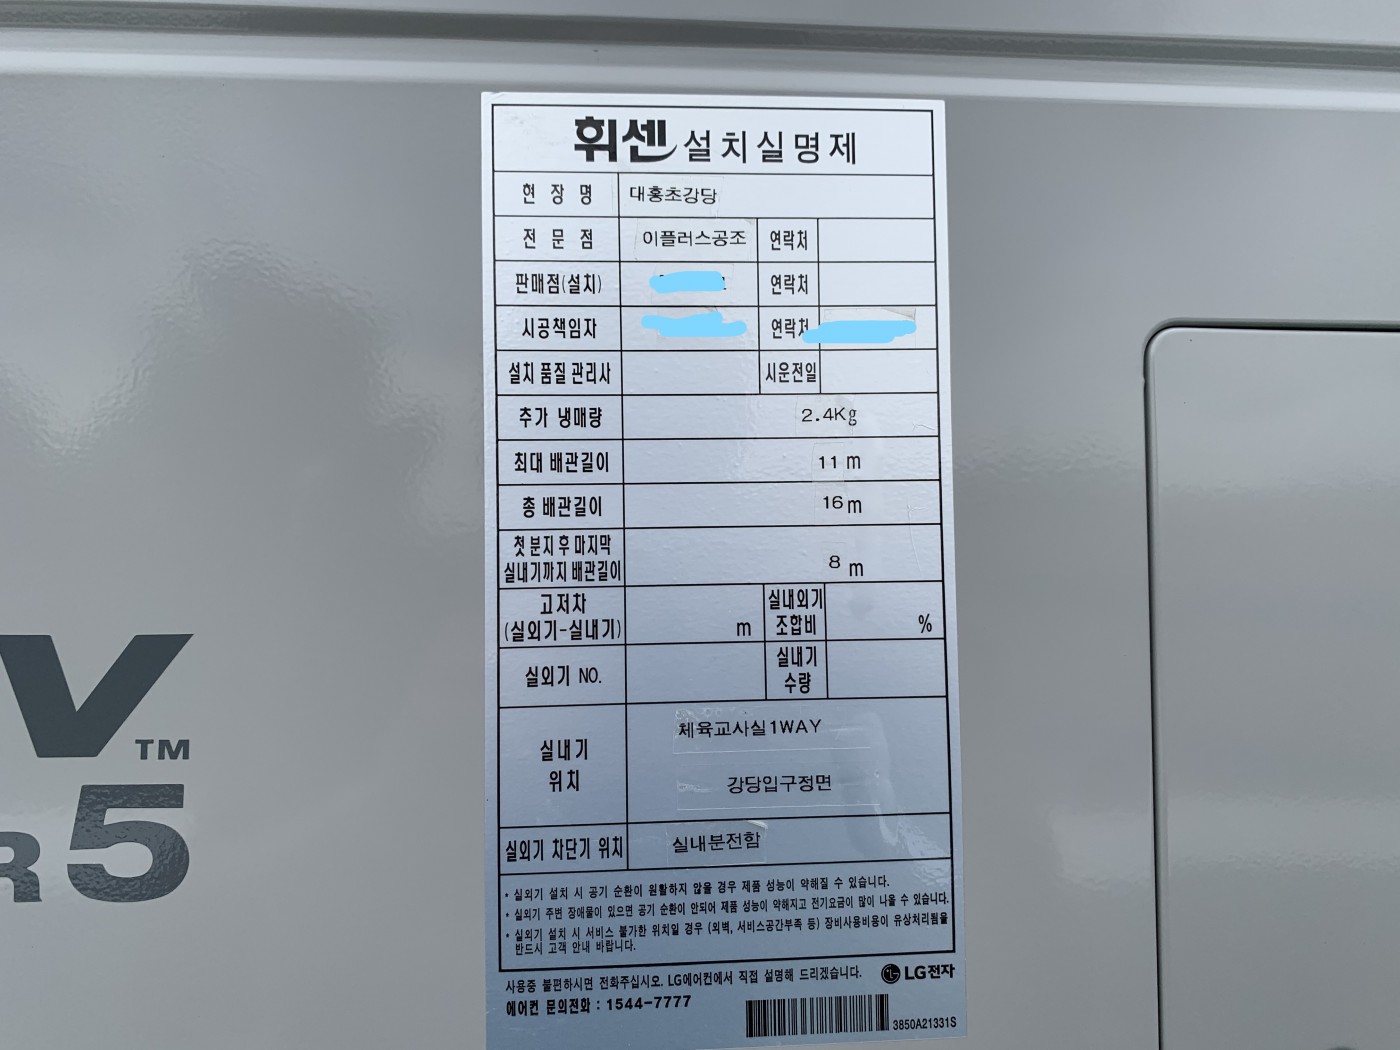 휘센 설치실명제
현 장 명 대홍초강당
전 문 점 이플러스공조 연락처
판매점(설치) 연락처
시공책임자 연락처
설치 품질 관리사 시운전일
추가 냉매량 2.4Kg
최대 배관길이 11 m
총 배관길이 16 m
첫 분지 후 마지막
실내기까지 배관길이 8 m
고저차
(실외기-실내기) m
실내외기
조합비 %
실외기 NO.
실내기
수량
실내기
위치
체육교사실1WAY
강당입구정면
실외기 차단기 위치 실내분전함
• 실외기 설치 시 공기 순환이 원활하지 않을 경우 제품 성능이 약해질 수 있습니다.
• 실외기 주변 장애물이 있으면 공기 순환이 안되어 제품 성능이 약해지고 전기요금이 많이 나올 수 있습니다.
• 실외기 설치 시 서비스 불가한 위치일 경우 (외벽, 서비스공간부족 등) 장비사용비용이 유상처리됨을
반드시 고객 안내 바랍니다.
사용중 불편하시면 전화주십시오. LG에어컨에서 직접 설명해 드리겠습니다.
LG전자
에어컨 문의전화 : 1544-7777
3850A21331S
V TM
R5